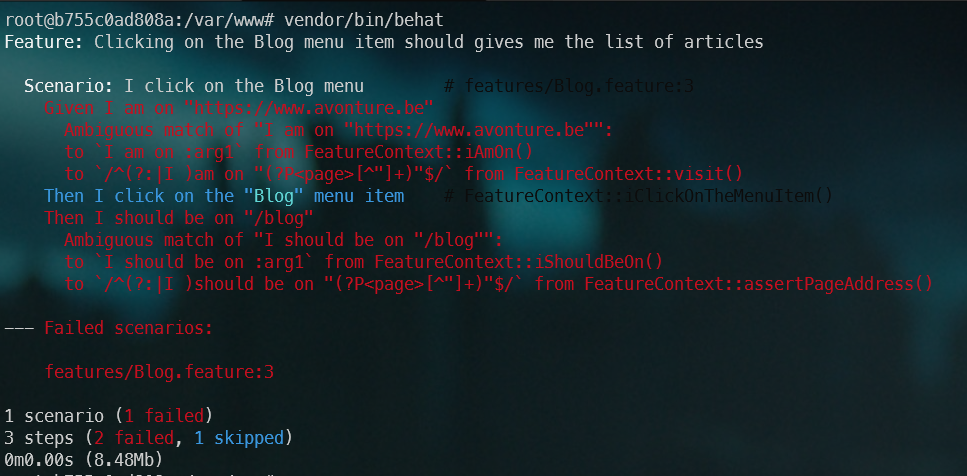 root@b755c0ad808a:/var/www# vendor/bin/behat
Feature: Clicking on the Blog menu item should gives me the list of articles
Scenario: I click on the Blog menu # features/Blog.feature:3
Given I am on "https://www.avonture.be"
Ambiguous match of "I am on "https://www.avonture.be"":
to `I am on :arg1` from FeatureContext::iAmOn()
to `/^(?:|I )am on "(?P<page>[^"]+)"$/` from FeatureContext::visit()
Then I click on the "Blog" menu item # FeatureContext::iClickOnTheMenuItem()
Then I should be on "/blog"
Ambiguous match of "I should be on "/blog"":
to `I should be on :arg1` from FeatureContext::iShouldBeOn()
to `/^(?:|I )should be on "(?P<page>[^"]+)"$/` from FeatureContext::assertPageAddress()
--- Failed scenarios:
features/Blog.feature:3
1 scenario (1 failed)
3 steps (2 failed, 1 skipped)
0m0.00s (8.48Mb)